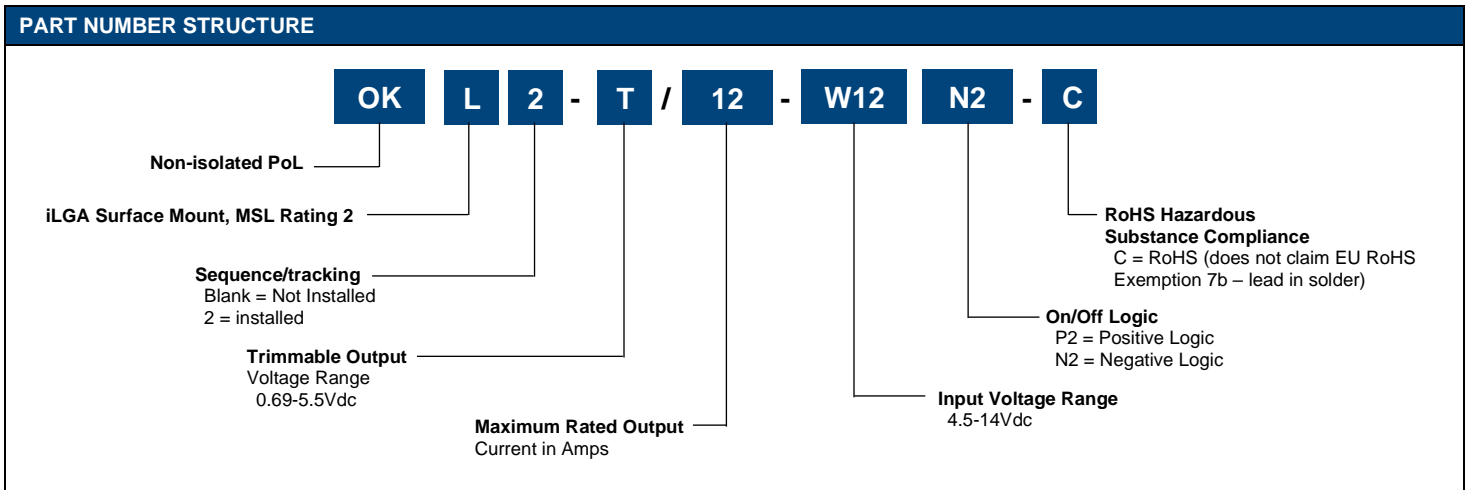 PART NUMBER STRUCTURE
OK L 2 - T / 12 - W12 N2 - C
Non-isolated PoL
iLGA Surface Mount, MSL Rating 2
Sequence/tracking
Blank = Not Installed
2 = installed
Trimmable Output
Voltage Range
0.69-5.5Vdc
Maximum Rated Output
Current in Amps
RoHS Hazardous
Substance Compliance
C = RoHS (does not claim EU RoHS
Exemption 7b – lead in solder)
On/Off Logic
P2 = Positive Logic
N2 = Negative Logic
Input Voltage Range
4.5-14Vdc